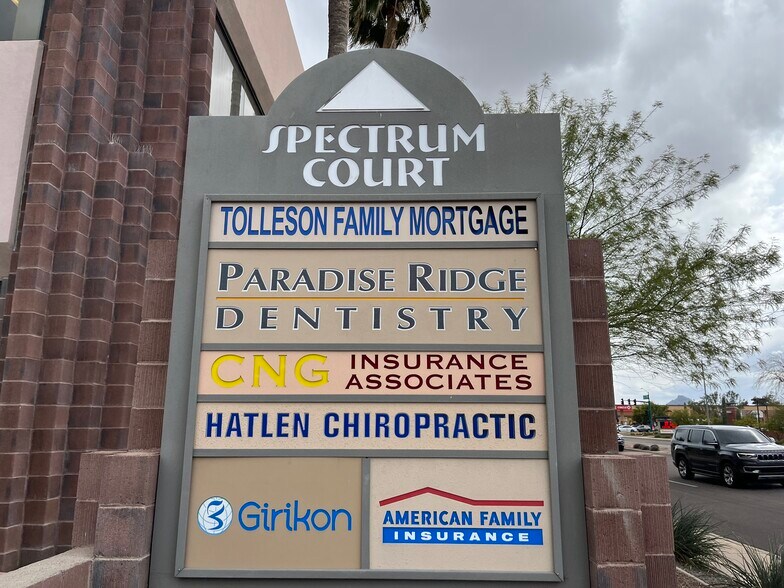 SPECTRUM
COURT
TOLLESON FAMILY MORTGAGE
PARADISE RIDGE
DENTISTRY
CNG INSURANCE
ASSOCIATES
HATLEN CHIROPRACTIC
Girikon
AMERICAN FAMILY
INSURANCE